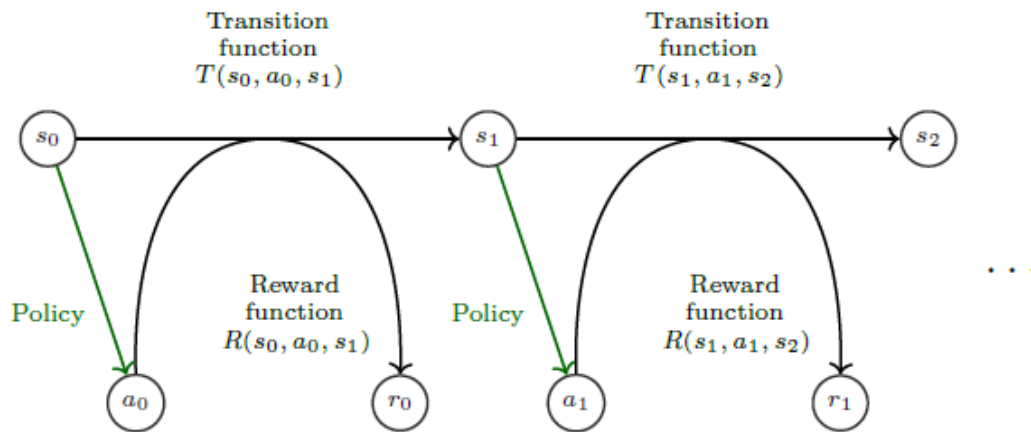 Transition
function
T(s₀, a₀, s₁)
Transition
function
T(s₁, a₁, s₂)
s₀
s₁
s₂
Policy
Reward
function
R(s₀, a₀, s₁)
Policy
Reward
function
R(s₁, a₁, s₂)
. . .
a₀
r₀
a₁
r₁